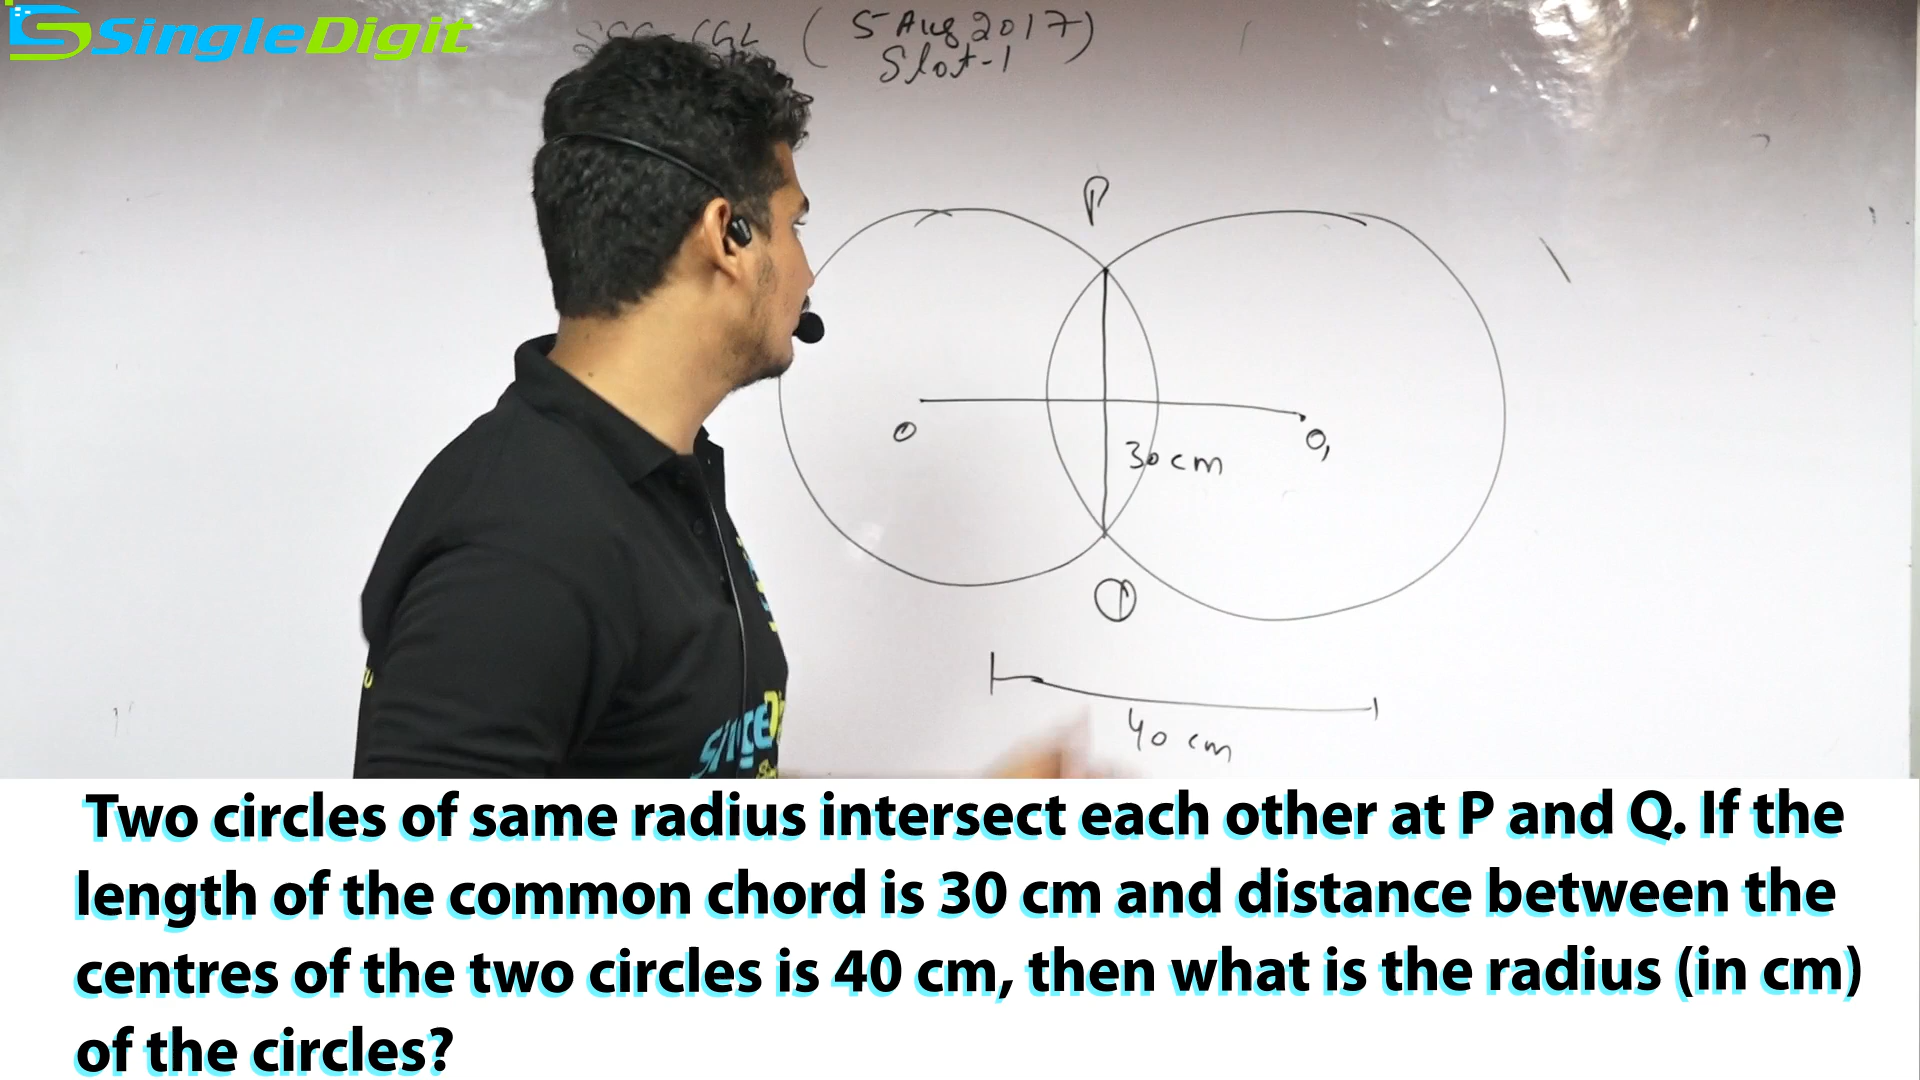 SingleDigit
SSC-CGL ( 5 Aug 2017)
Slot-1
P
O
O,
30 cm
Q
40 cm
Two circles of same radius intersect each other at P and Q. If the
length of the common chord is 30 cm and distance between the
centres of the two circles is 40 cm, then what is the radius (in cm)
of the circles?